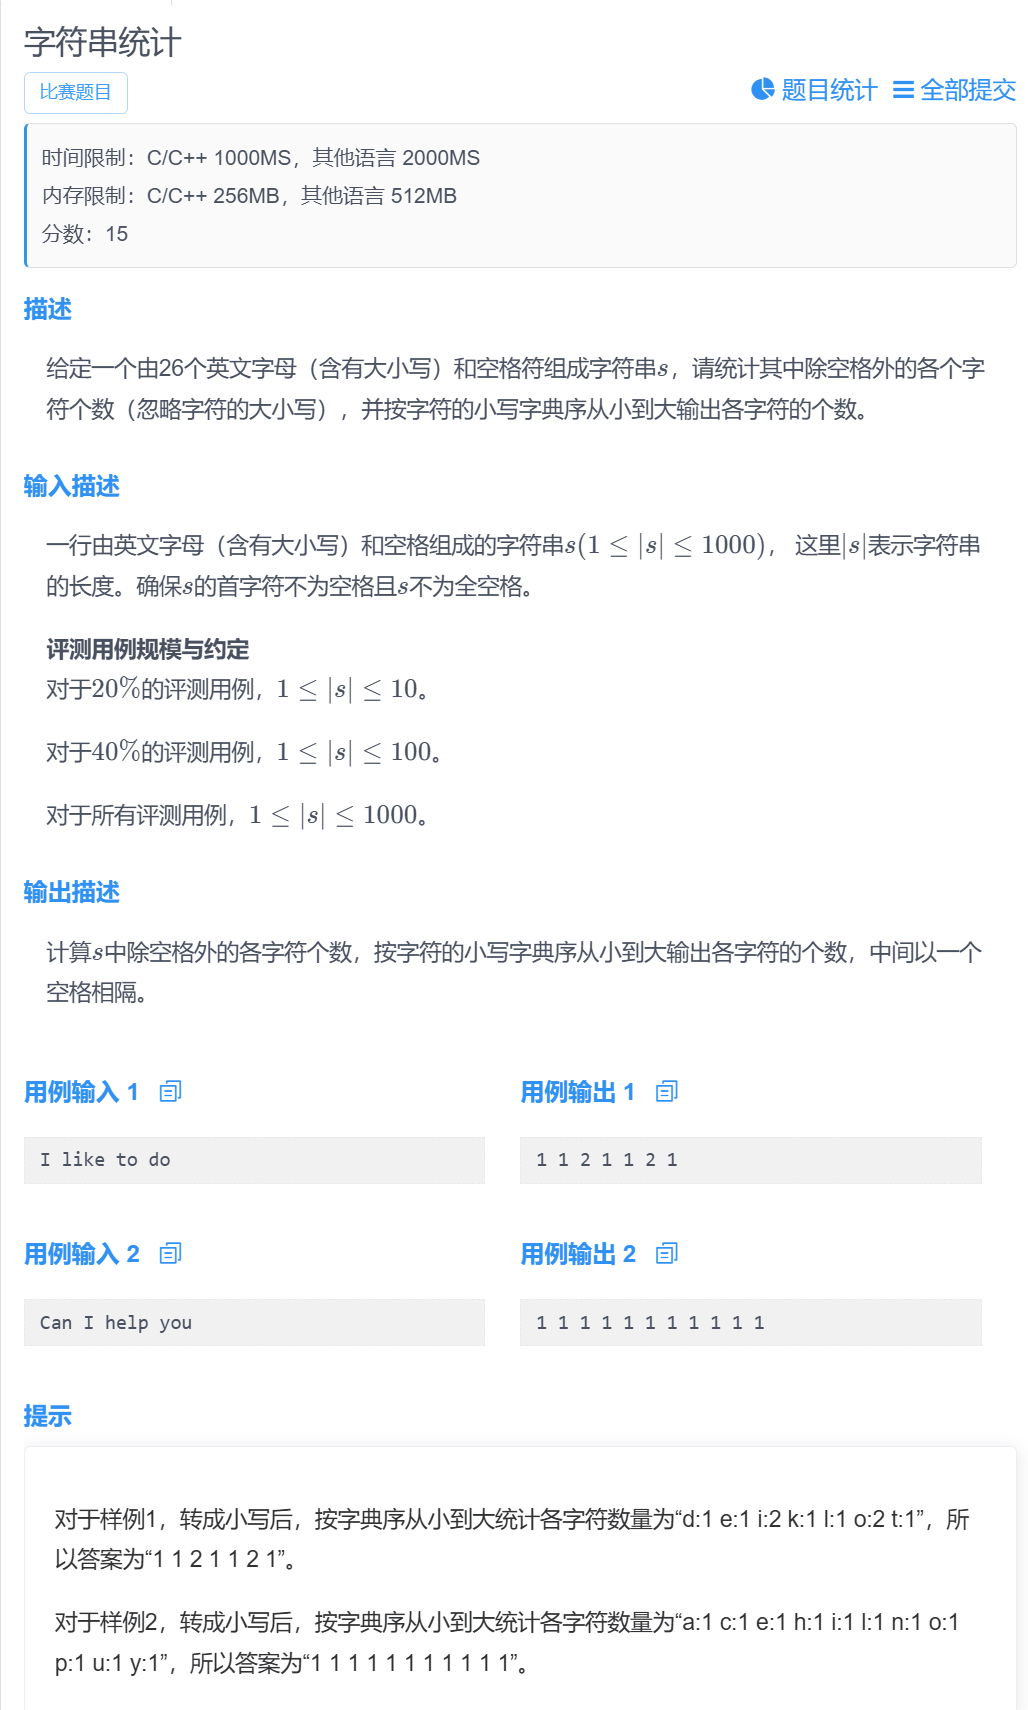 字符串统计
比赛题目
题目统计 全部提交
时间限制：C/C++ 1000MS，其他语言 2000MS
内存限制：C/C++ 256MB，其他语言 512MB
分数：15
描述
给定一个由26个英文字母（含有大小写）和空格符组成字符串s，请统计其中除空格外的各个字
符个数（忽略字符的大小写），并按字符的小写字典序从小到大输出各字符的个数。
输入描述
一行由英文字母（含有大小写）和空格组成的字符串s(1 ≤ |s| ≤ 1000)， 这里|s|表示字符串
的长度。确保s的首字符不为空格且s不为全空格。
评测用例规模与约定
对于20%的评测用例，1 ≤ |s| ≤ 10。
对于40%的评测用例，1 ≤ |s| ≤ 100。
对于所有评测用例，1 ≤ |s| ≤ 1000。
输出描述
计算s中除空格外的各字符个数，按字符的小写字典序从小到大输出各字符的个数，中间以一个
空格相隔。
用例输入 1 用例输出 1
I like to do 1 1 2 1 1 2 1
用例输入 2 用例输出 2
Can I help you 1 1 1 1 1 1 1 1 1 1 1
提示
对于样例1，转成小写后，按字典序从小到大统计各字符数量为“d:1 e:1 i:2 k:1 l:1 o:2 t:1”，所
以答案为“1 1 2 1 1 2 1”。
对于样例2，转成小写后，按字典序从小到大统计各字符数量为“a:1 c:1 e:1 h:1 i:1 l:1 n:1 o:1
p:1 u:1 y:1”，所以答案为“1 1 1 1 1 1 1 1 1 1 1”。